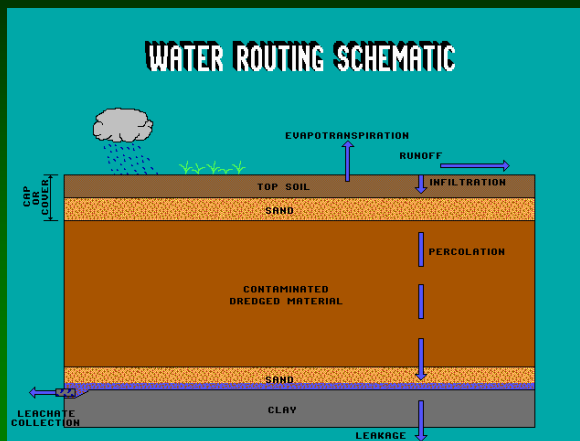 WATER ROUTING SCHEMATIC
EVAPOTRANSPIRATION
RUNOFF
CAP
OR
COVER
TOP SOIL
INFILTRATION
SAND
PERCOLATION
CONTAMINATED
DREDGED MATERIAL
SAND
LEACHATE
COLLECTION
CLAY
LEAKAGE